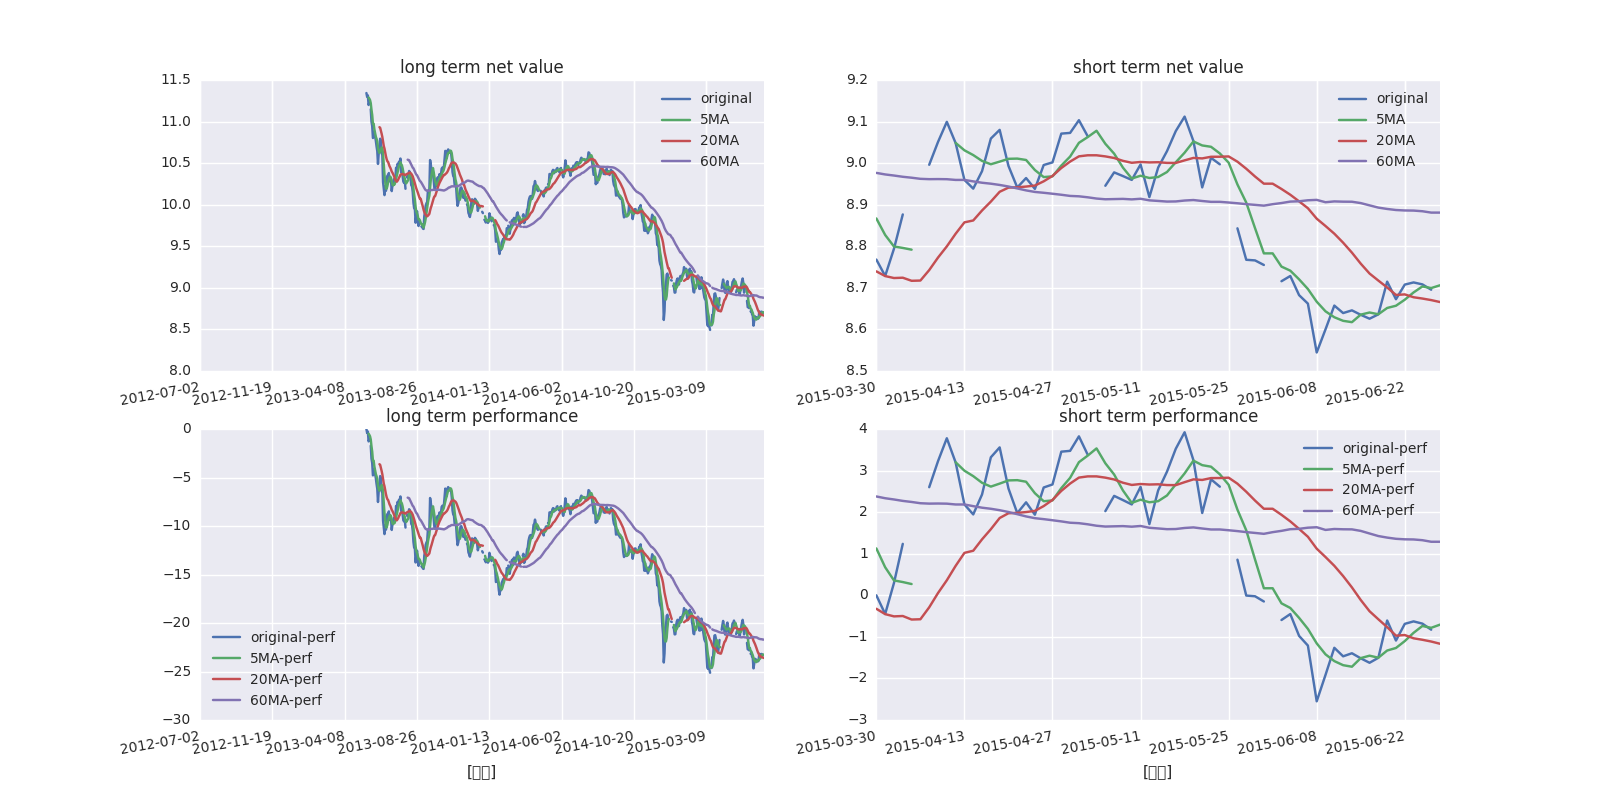 long term net value
11.5
11.0
10.5
10.0
9.5
9.0
8.5
8.0
original
5MA
20MA
60MA
2012-07-02 2012-11-19 2013-04-08 2013-08-26 2014-01-13 2014-06-02 2014-10-20 2015-03-09
short term net value
9.2
9.1
9.0
8.9
8.8
8.7
8.6
8.5
original
5MA
20MA
60MA
2015-03-30 2015-04-13 2015-04-27 2015-05-11 2015-05-25 2015-06-08 2015-06-22
long term performance
0
−5
−10
−15
−20
−25
−30
original-perf
5MA-perf
20MA-perf
60MA-perf
2012-07-02 2012-11-19 2013-04-08 2013-08-26 2014-01-13 2014-06-02 2014-10-20 2015-03-09
short term performance
4
3
2
1
0
−1
−2
−3
original-perf
5MA-perf
20MA-perf
60MA-perf
2015-03-30 2015-04-13 2015-04-27 2015-05-11 2015-05-25 2015-06-08 2015-06-22